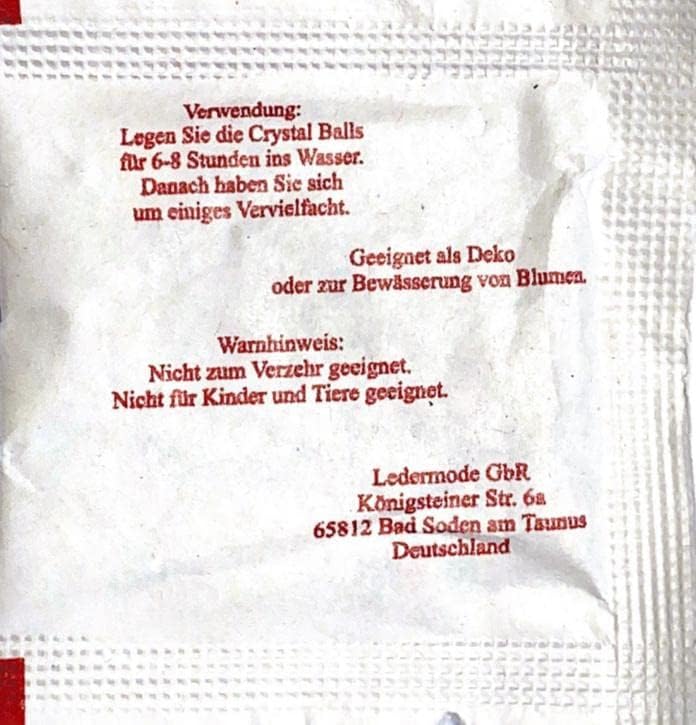 Verwendung:
Legen Sie die Crystal Balls
für 6-8 Stunden ins Wasser.
Danach haben Sie sich
um einiges Vervielfacht.
Geeignet als Deko
oder zur Bewässerung von Blumen.
Warnhinweis:
Nicht zum Verzehr geeignet.
Nicht für Kinder und Tiere geeignet.
Ledermode GbR
Königsteiner Str. 6a
65812 Bad Soden am Taunus
Deutschland